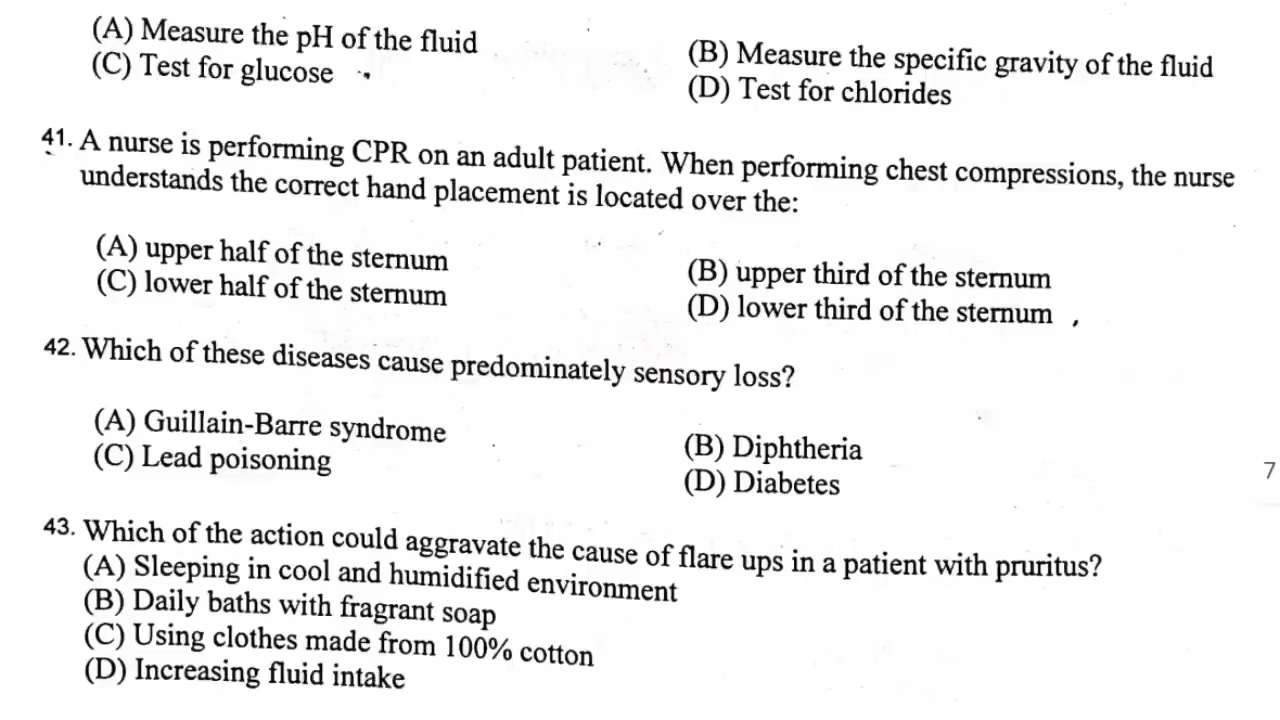 (A) Measure the pH of the fluid
(B) Measure the specific gravity of the fluid
(C) Test for glucose
(D) Test for chlorides
41. A nurse is performing CPR on an adult patient. When performing chest compressions, the nurse
understands the correct hand placement is located over the:
(A) upper half of the sternum
(B) upper third of the sternum
(C) lower half of the sternum
(D) lower third of the sternum
42. Which of these diseases cause predominately sensory loss?
(A) Guillain-Barre syndrome
(B) Diphtheria
(C) Lead poisoning
(D) Diabetes
7
43. Which of the action could aggravate the cause of flare ups in a patient with pruritus?
(A) Sleeping in cool and humidified environment
(B) Daily baths with fragrant soap
(C) Using clothes made from 100% cotton
(D) Increasing fluid intake